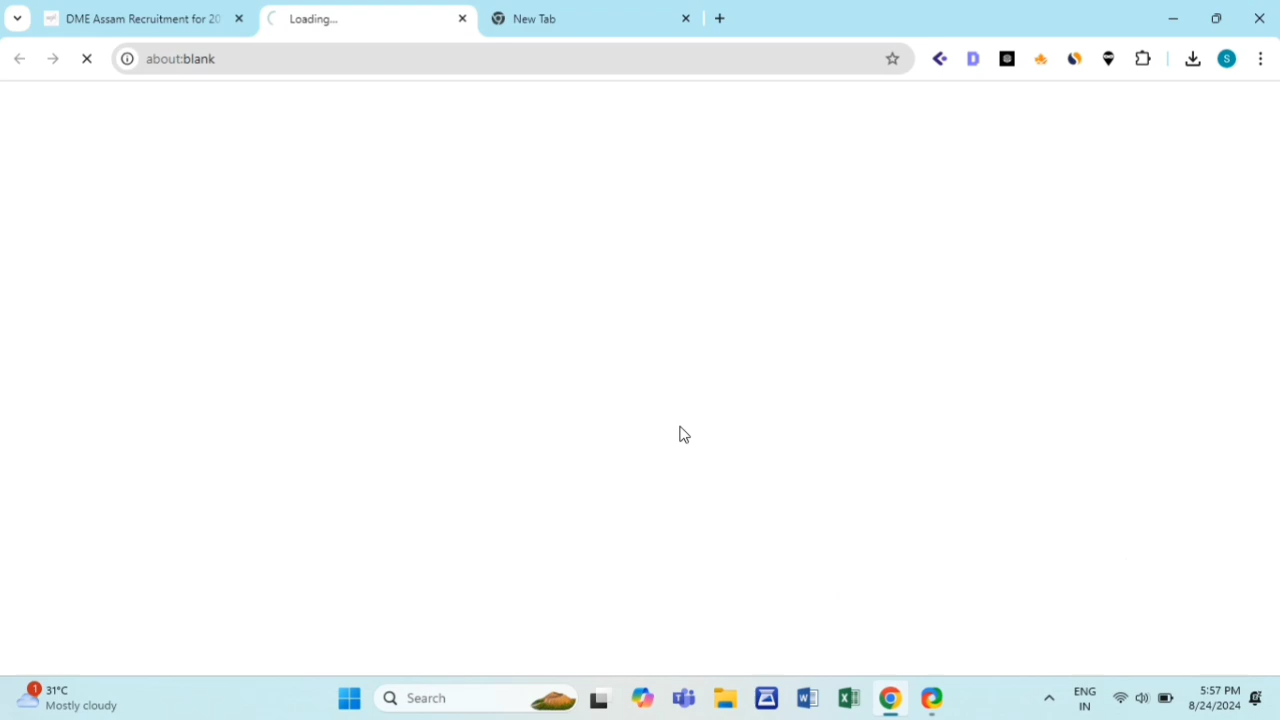 DME Assam Recruitment for 20
Loading...
New Tab
about:blank
D
S
1
31°C
Mostly cloudy
Search
ENG
IN
5:57 PM
8/24/2024